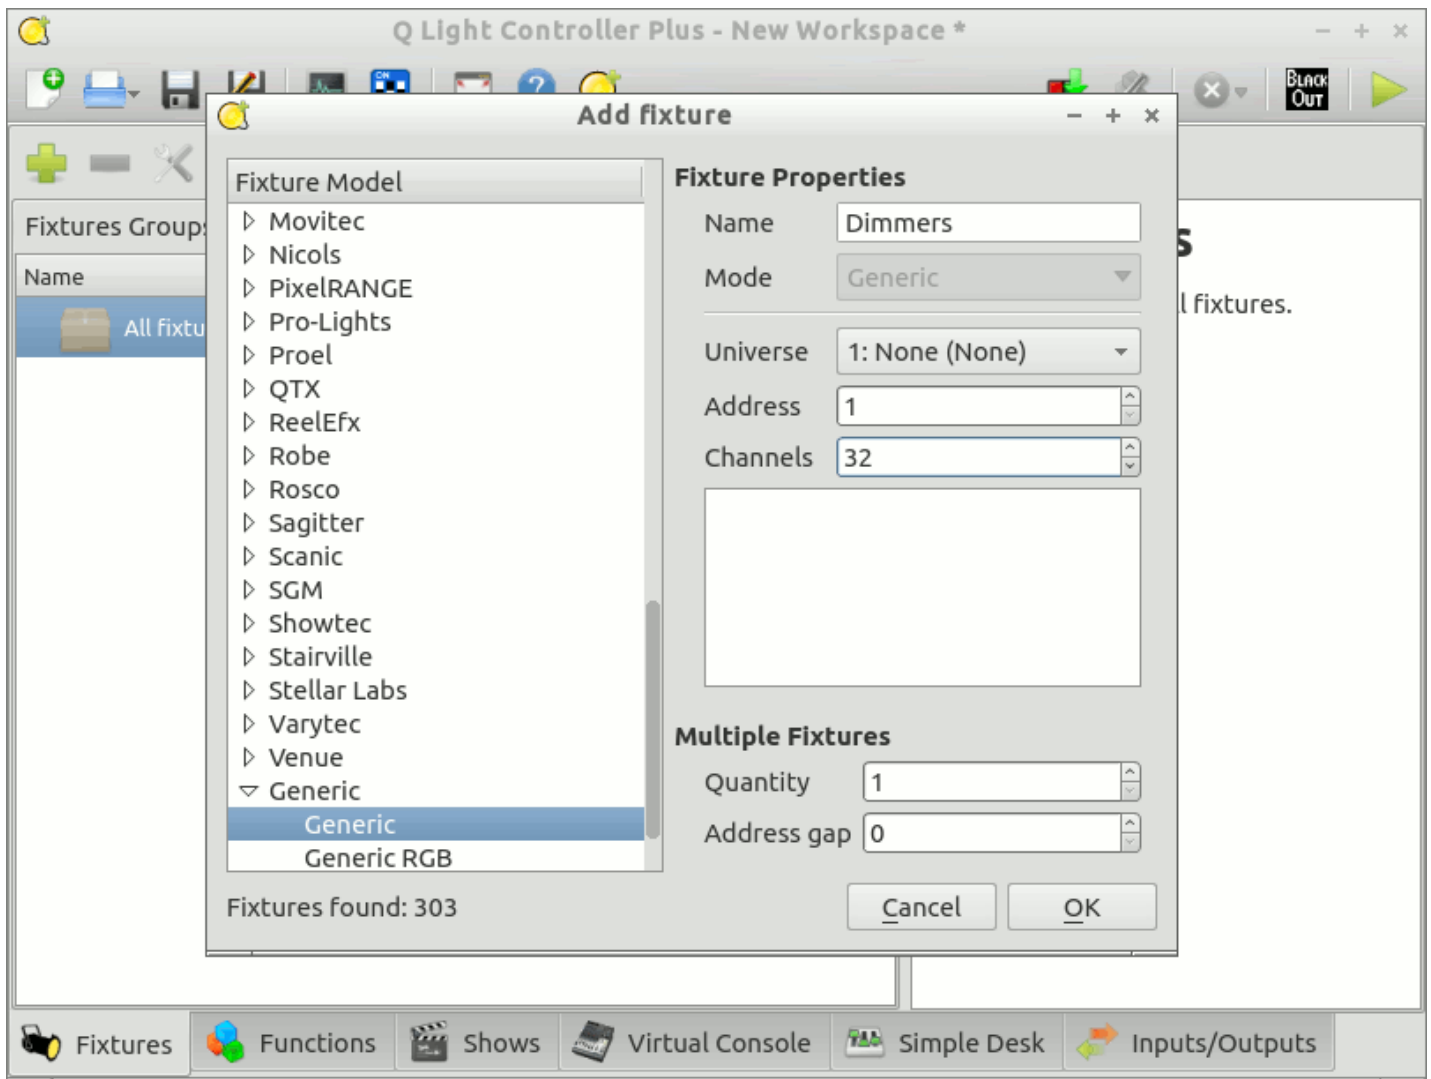 Q Light Controller Plus - New Workspace *
ON
?
BLACK OUT
Add fixture
Fixtures Groups
Name
All fixtu
s
l fixtures.
Fixture Model
Movitec
Nicols
PixelRANGE
Pro-Lights
Proel
QTX
ReelEfx
Robe
Rosco
Sagitter
Scanic
SGM
Showtec
Stairville
Stellar Labs
Varytec
Venue
Generic
Generic
Generic RGB
Fixtures found: 303
Fixture Properties
Name Dimmers
Mode Generic
Universe 1: None (None)
Address 1
Channels 32
Multiple Fixtures
Quantity 1
Address gap 0
Cancel OK
Fixtures Functions Shows Virtual Console Simple Desk Inputs/Outputs